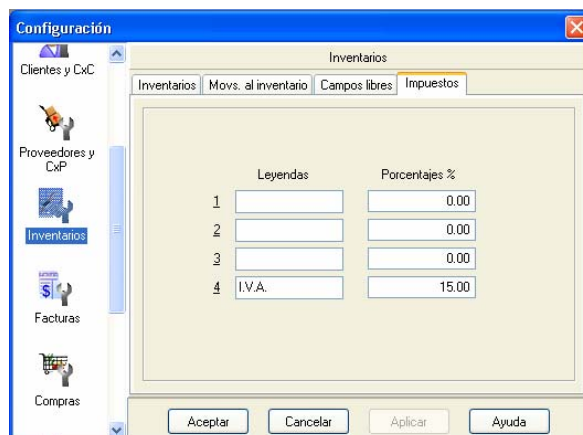 Configuración
Clientes y CxC
Proveedores y
CxP
Inventarios
Facturas
Compras
Inventarios
Inventarios Movs. al inventario Campos libres Impuestos
Leyendas Porcentajes %
1 0.00
2 0.00
3 0.00
4 I.V.A. 15.00
Aceptar Cancelar Aplicar Ayuda